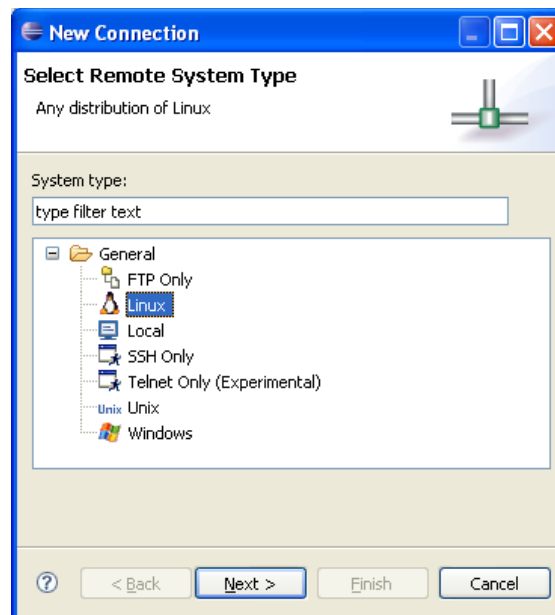 New Connection
Select Remote System Type
Any distribution of Linux
System type:
type filter text
General
FTP Only
Linux
Local
SSH Only
Telnet Only (Experimental)
Unix Unix
Windows
? < Back Next > Finish Cancel